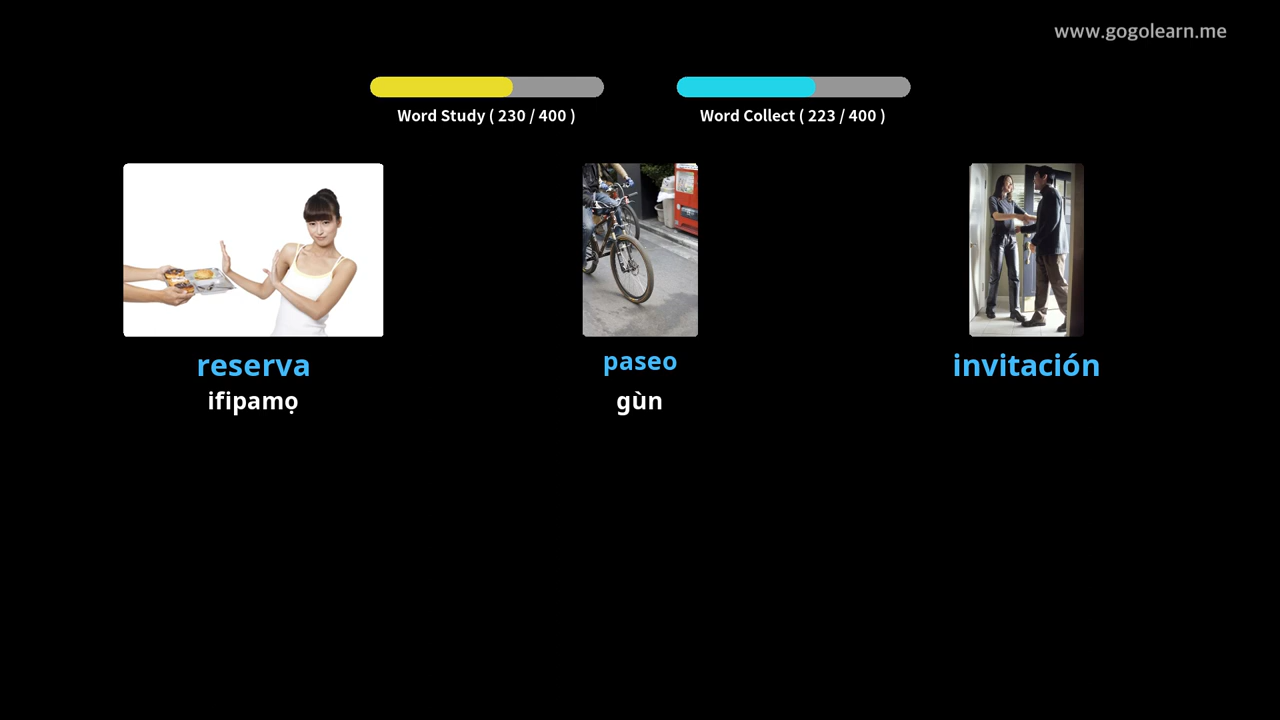 www.gogolearn.me
Word Study ( 230 / 400 )
Word Collect ( 223 / 400 )
reserva
ifipamọ
paseo
gùn
invitación